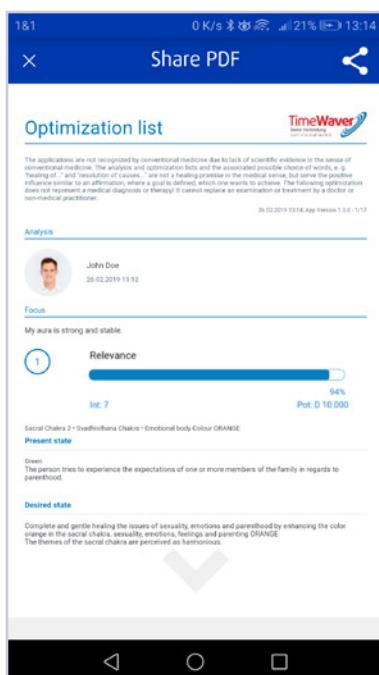 1&1 0 K/s 21% 13:14
Share PDF
Optimization list
TimeWaver
The applications are not recognized by conventional medicine due to lack of scientific evidence in the sense of
conventional medicine. The analysis and optimization lists and the associated possible choice of words, e. g.
"healing of..." and "resolution of causes..." are not a healing promise in the medical sense, but serve the positive
influence similar to an affirmation, where a goal is defined, which one wants to achieve. The following optimization
does not represent a medical diagnosis or therapy! It cannot replace an examination or treatment by a doctor or
non-medical practitioner.
26.02.2019 13:14, App Version 1.3.0 - 1/17
Analysis
John Doe
26.02.2019 13:12
Focus
My aura is strong and stable.
1
Relevance
94%
Int: 7 Pot: D 10.000
Sacral Chakra 2 • Svadhisthana Chakra • Emotional body Colour ORANGE
Present state
Green
The person tries to experience the expectations of one or more members of the family in regards to
parenthood.
Desired state
Complete and gentle healing the issues of sexuality, emotions and parenthood by enhancing the color
orange in the sacral chakra. sexuality, emotions, feelings and parenting ORANGE
The themes of the sacral chakra are perceived as harmonious.